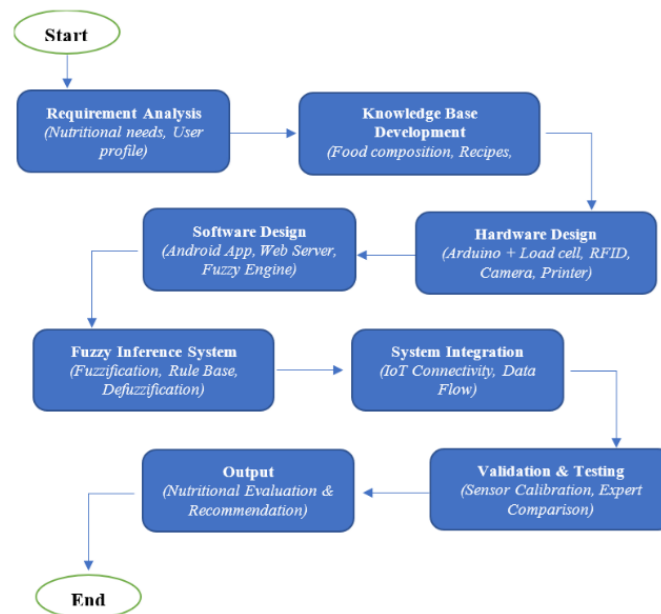 Start
Requirement Analysis
(Nutritional needs, User
profile)
Knowledge Base
Development
(Food composition, Recipes,
Hardware Design
(Arduino + Load cell, RFID,
Camera, Printer)
Software Design
(Android App, Web Server,
Fuzzy Engine)
Fuzzy Inference System
(Fuzzification, Rule Base,
Defuzzification)
System Integration
(IoT Connectivity, Data
Flow)
Validation & Testing
(Sensor Calibration, Expert
Comparison)
Output
(Nutritional Evaluation &
Recommendation)
End